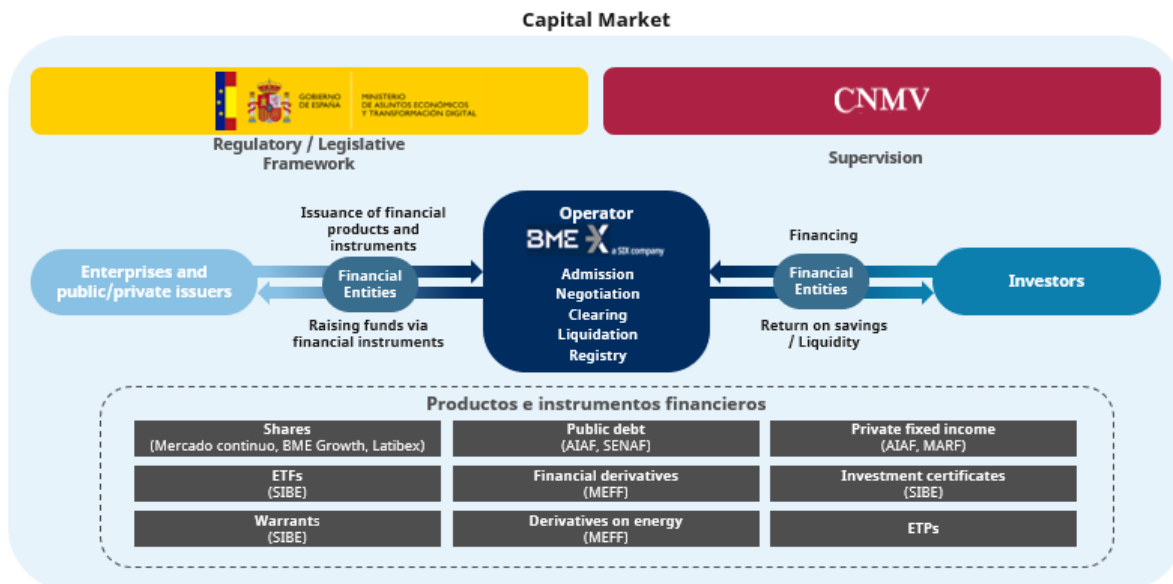 Capital Market
GOBIERNO
DE ESPAÑA
MINISTERIO
DE ASUNTOS ECONÓMICOS
Y TRANSFORMACIÓN DIGITAL
CNMV
Regulatory / Legislative
Framework
Supervision
Issuance of financial
products and
instruments
Operator
BME X
a SIX company
Financing
Enterprises and
public/private issuers
Financial
Entities
Admission
Negotiation
Clearing
Liquidation
Registry
Financial
Entities
Investors
Raising funds via
financial instruments
Return on savings
/ Liquidity
Productos e instrumentos financieros
Shares
(Mercado continuo, BME Growth, Latibex)
Public debt
(AIAF, SENAF)
Private fixed income
(AIAF, MARF)
ETFs
(SIBE)
Financial derivatives
(MEFF)
Investment certificates
(SIBE)
Warrants
(SIBE)
Derivatives on energy
(MEFF)
ETPs